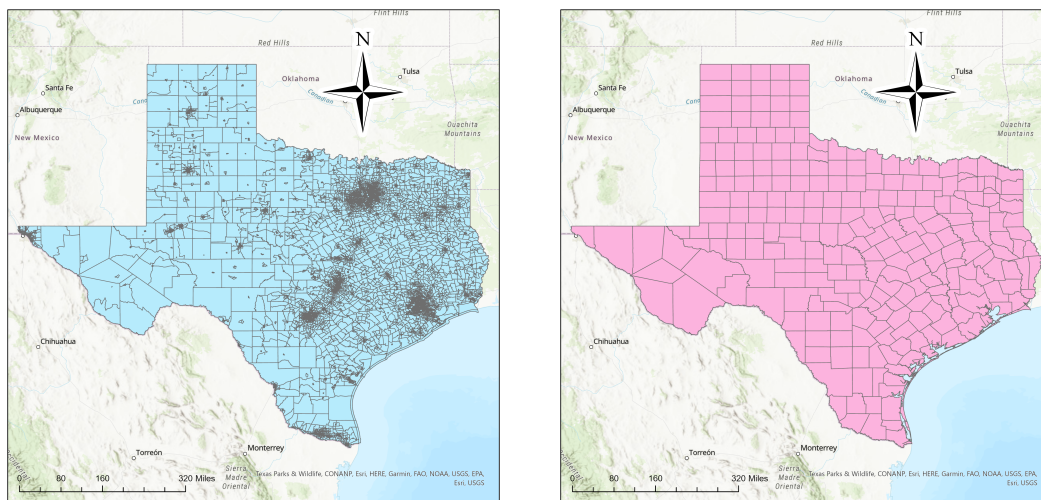 Flint Hills
Red Hills
N
Oklahoma
Tulsa
Santa Fe
Canadian
Albuquerque
Ouachita
Mountains
New Mexico
Chihuahua
Monterrey
Torreón
Sierra
Madre
Oriental
Texas Parks & Wildlife, CONANP, Esri, HERE, Garmin, FAO, NOAA, USGS, EPA,
Esri, USGS
0 80 160 320 Miles
Flint Hills
Red Hills
N
Oklahoma
Tulsa
Santa Fe
Canadian
Albuquerque
Ouachita
Mountains
New Mexico
Chihuahua
Monterrey
Torreón
Sierra
Madre
Oriental
Texas Parks & Wildlife, CONANP, Esri, HERE, Garmin, FAO, NOAA, USGS, EPA,
Esri, USGS
0 80 160 320 Miles